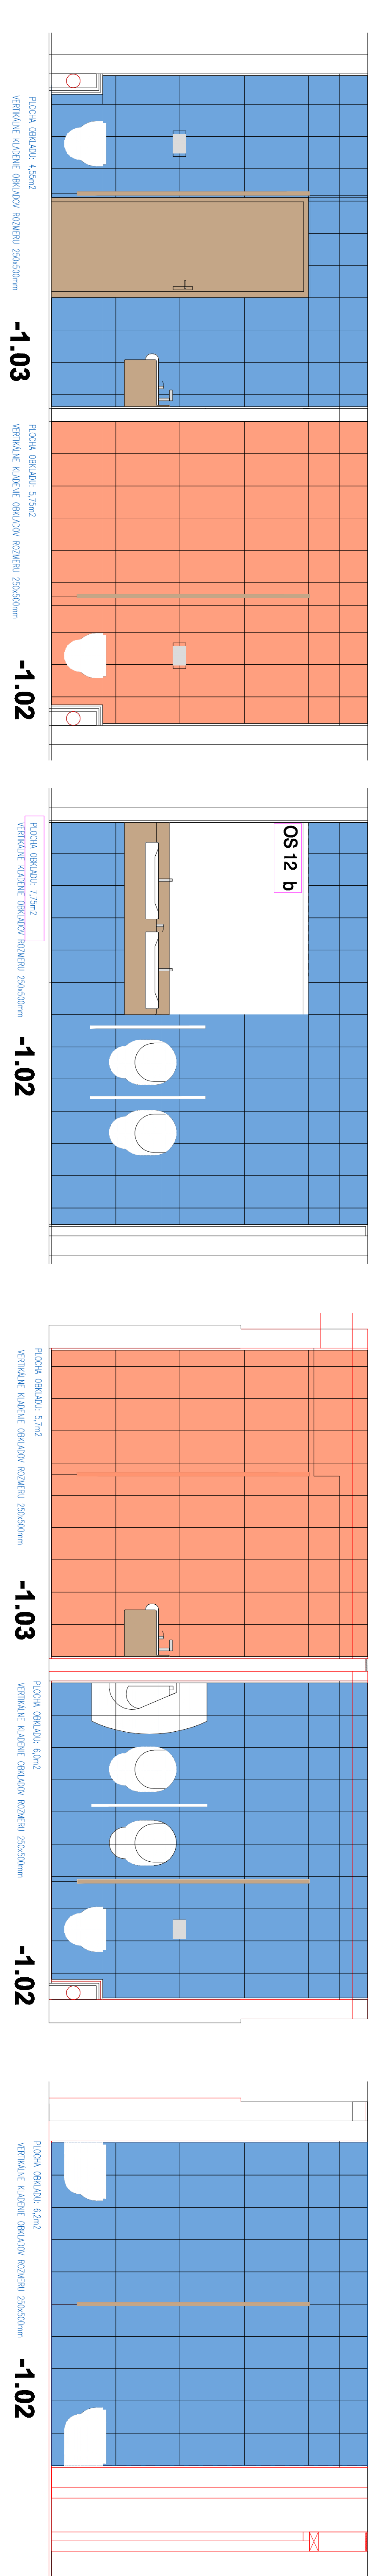 PLOCHA OBKLADU: 4,55m2
VERTIKÁLNE KLADENIE OBKLADOV ROZMERU 250x500mm
-1.03
PLOCHA OBKLADU: 5,75m2
VERTIKÁLNE KLADENIE OBKLADOV ROZMERU 250x500mm
-1.02
OS 12 b
PLOCHA OBKLADU: 7,75m2
VERTIKÁLNE KLADENIE OBKLADOV ROZMERU 250x500mm
-1.02
PLOCHA OBKLADU: 5,7m2
VERTIKÁLNE KLADENIE OBKLADOV ROZMERU 250x500mm
-1.03
PLOCHA OBKLADU: 6,0m2
VERTIKÁLNE KLADENIE OBKLADOV ROZMERU 250x500mm
-1.02
PLOCHA OBKLADU: 6,2m2
VERTIKÁLNE KLADENIE OBKLADOV ROZMERU 250x500mm
-1.02